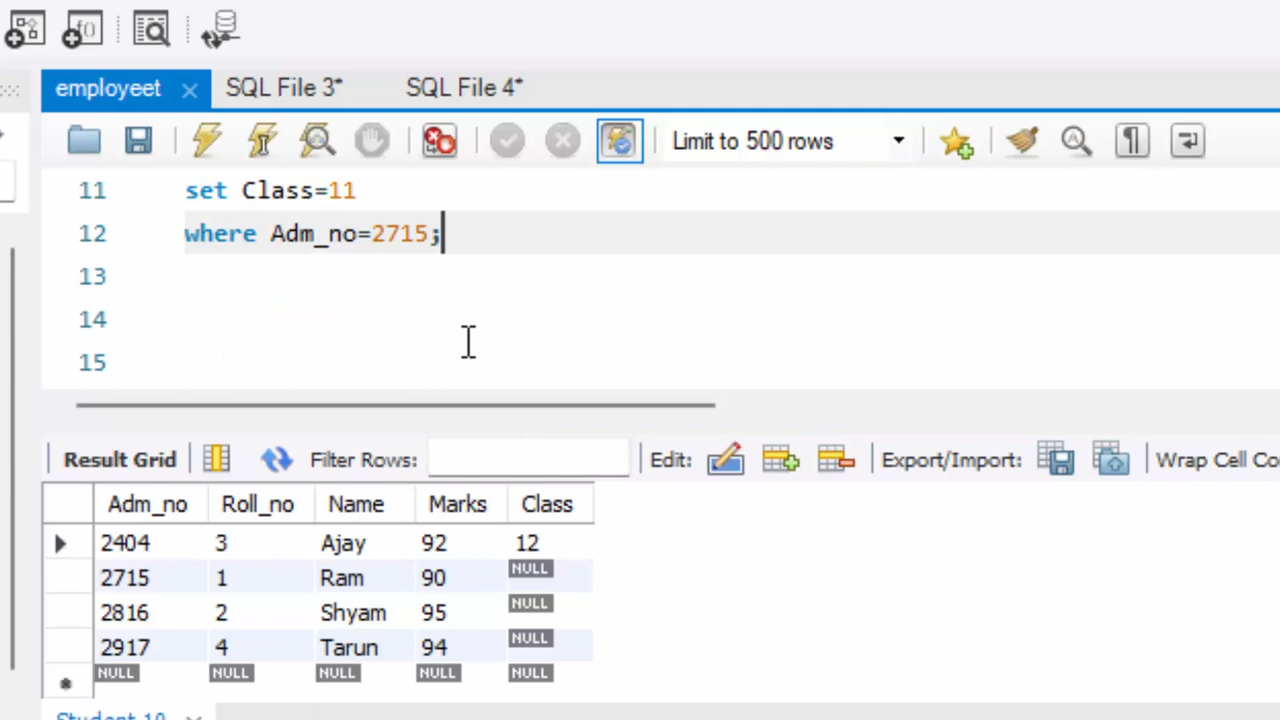 employeet SQL File 3* SQL File 4*
Limit to 500 rows
11 set Class=11
12 where Adm_no=2715;
13
14
15
Result Grid Filter Rows: Edit: Export/Import: Wrap Cell Co
Adm_no Roll_no Name Marks Class
2404 3 Ajay 92 12
2715 1 Ram 90 NULL
2816 2 Shyam 95 NULL
2917 4 Tarun 94 NULL
NULL NULL NULL NULL NULL